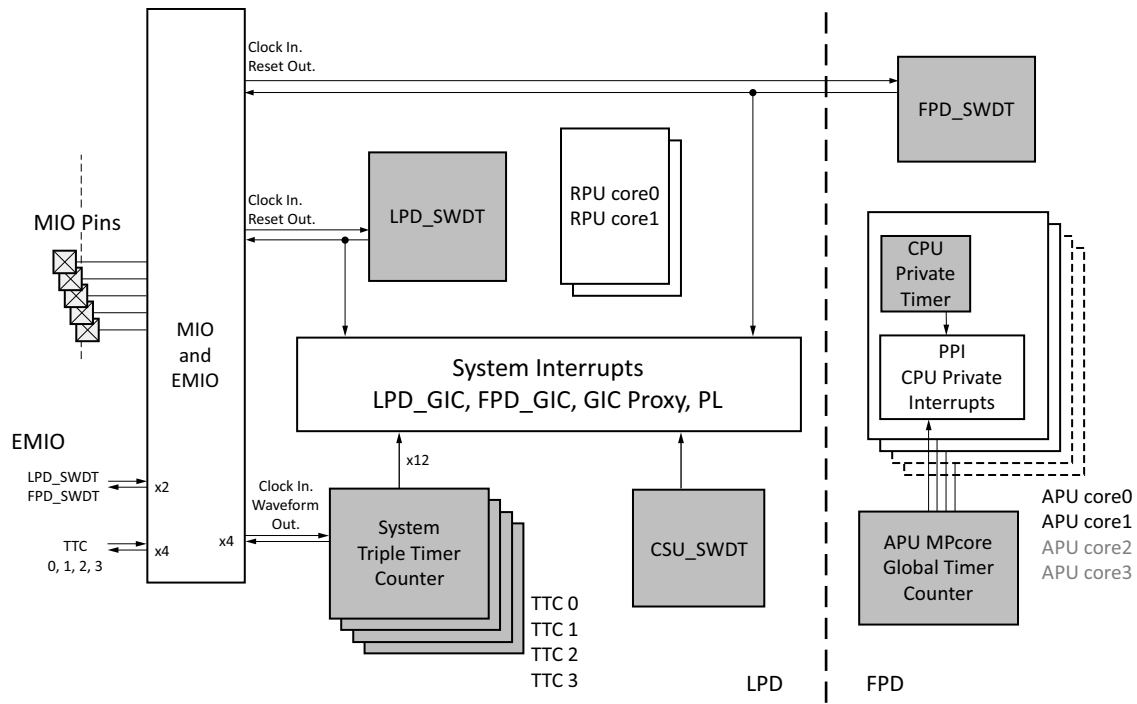 Clock In.
Reset Out.
FPD_SWDT
RPU core0
RPU core1
Clock In.
Reset Out.
LPD_SWDT
MIO Pins
CPU
Private
Timer
MIO
and
EMIO
System Interrupts
LPD_GIC, FPD_GIC, GIC Proxy, PL
PPI
CPU Private
Interrupts
EMIO
LPD_SWDT
FPD_SWDT
x2
TTC
0, 1, 2, 3
x4
x4
Clock In.
Waveform
Out.
x12
System
Triple Timer
Counter
TTC 0
TTC 1
TTC 2
TTC 3
CSU_SWDT
APU MPcore
Global Timer
Counter
APU core0
APU core1
APU core2
APU core3
LPD
FPD